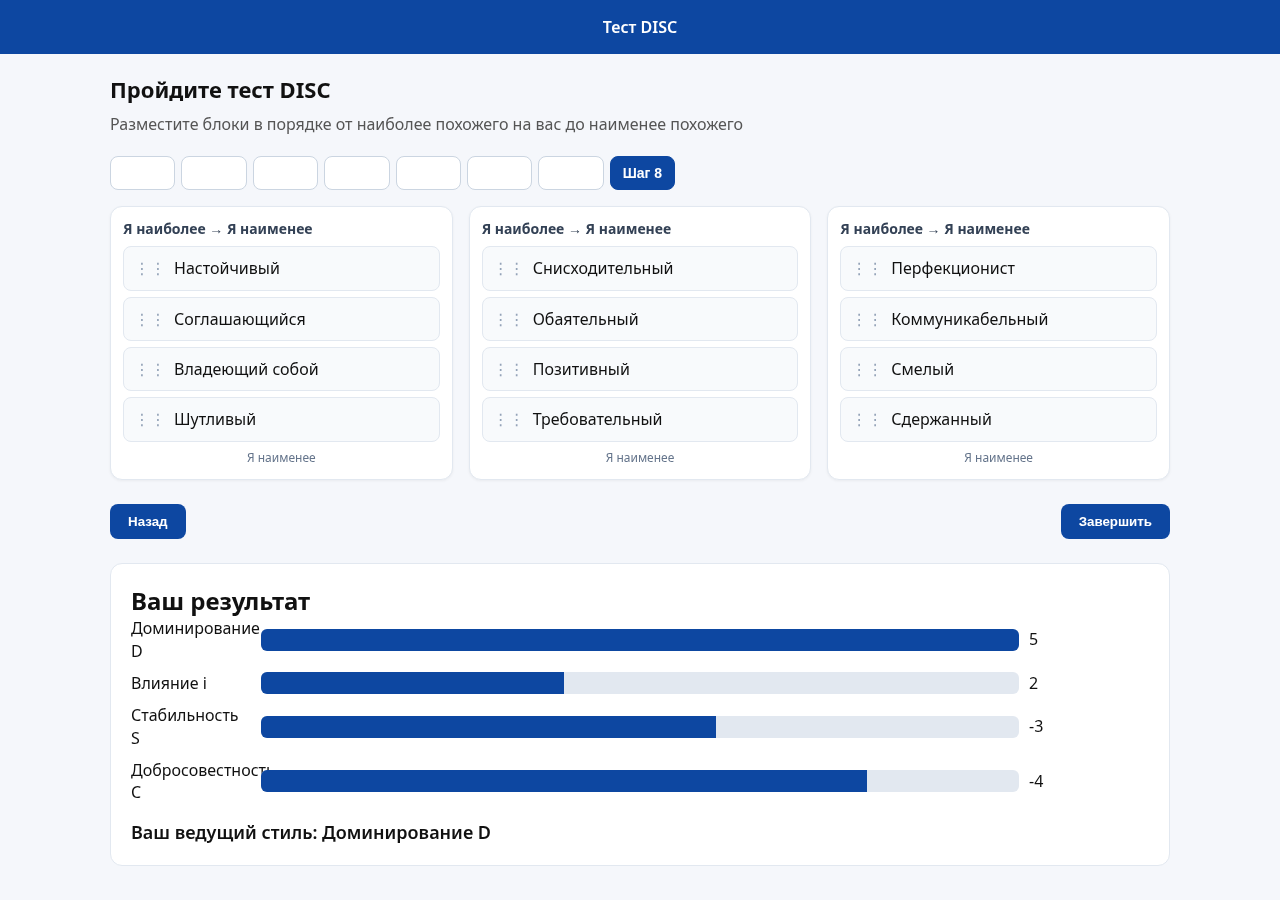 Тест DISC
Пройдите тест DISC
Разместите блоки в порядке от наиболее похожего на вас до наименее похожего
Шаг 8
Я наиболее → Я наименее
Настойчивый
Соглашающийся
Владеющий собой
Шутливый
Я наименее
Я наиболее → Я наименее
Снисходительный
Обаятельный
Позитивный
Требовательный
Я наименее
Я наиболее → Я наименее
Перфекционист
Коммуникабельный
Смелый
Сдержанный
Я наименее
Назад
Завершить
Ваш результат
Доминирование
D
5
Влияние i
2
Стабильность
S
-3
Добросовестность
C
-4
Ваш ведущий стиль: Доминирование D